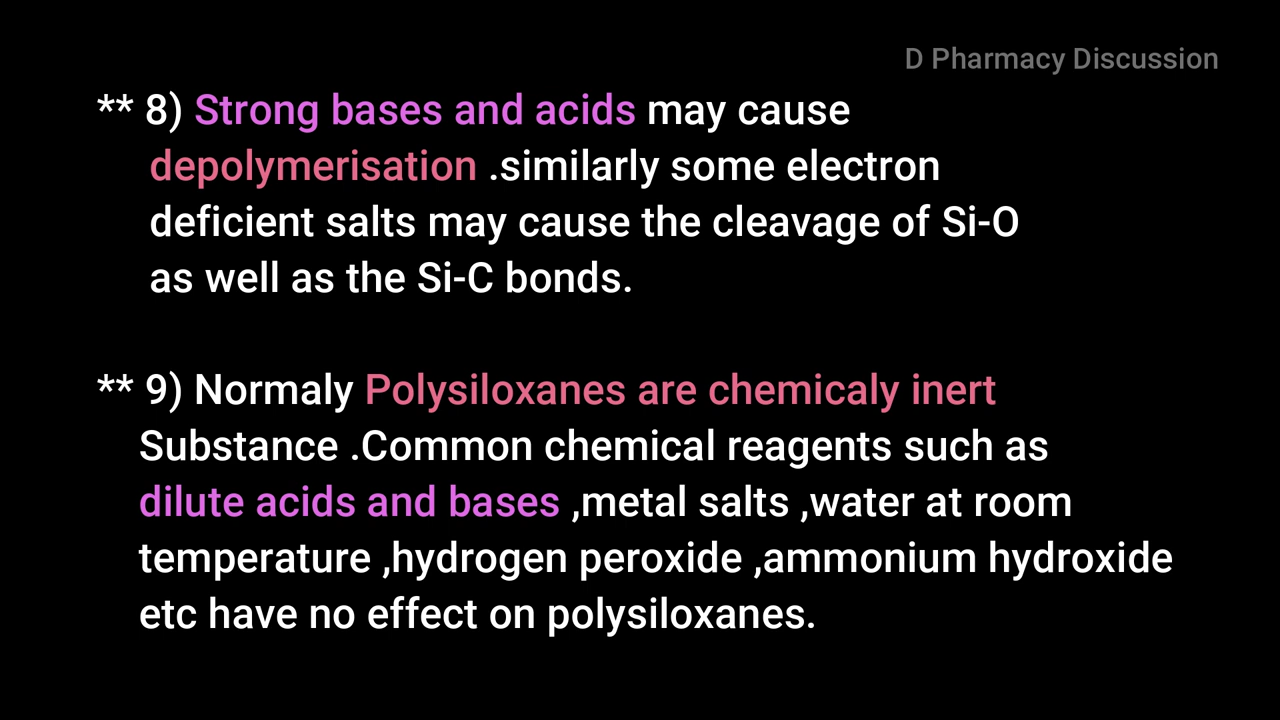 D Pharmacy Discussion
** 8) Strong bases and acids may cause
depolymerisation .similarly some electron
deficient salts may cause the cleavage of Si-O
as well as the Si-C bonds.
** 9) Normaly Polysiloxanes are chemicaly inert
Substance .Common chemical reagents such as
dilute acids and bases ,metal salts ,water at room
temperature ,hydrogen peroxide ,ammonium hydroxide
etc have no effect on polysiloxanes.